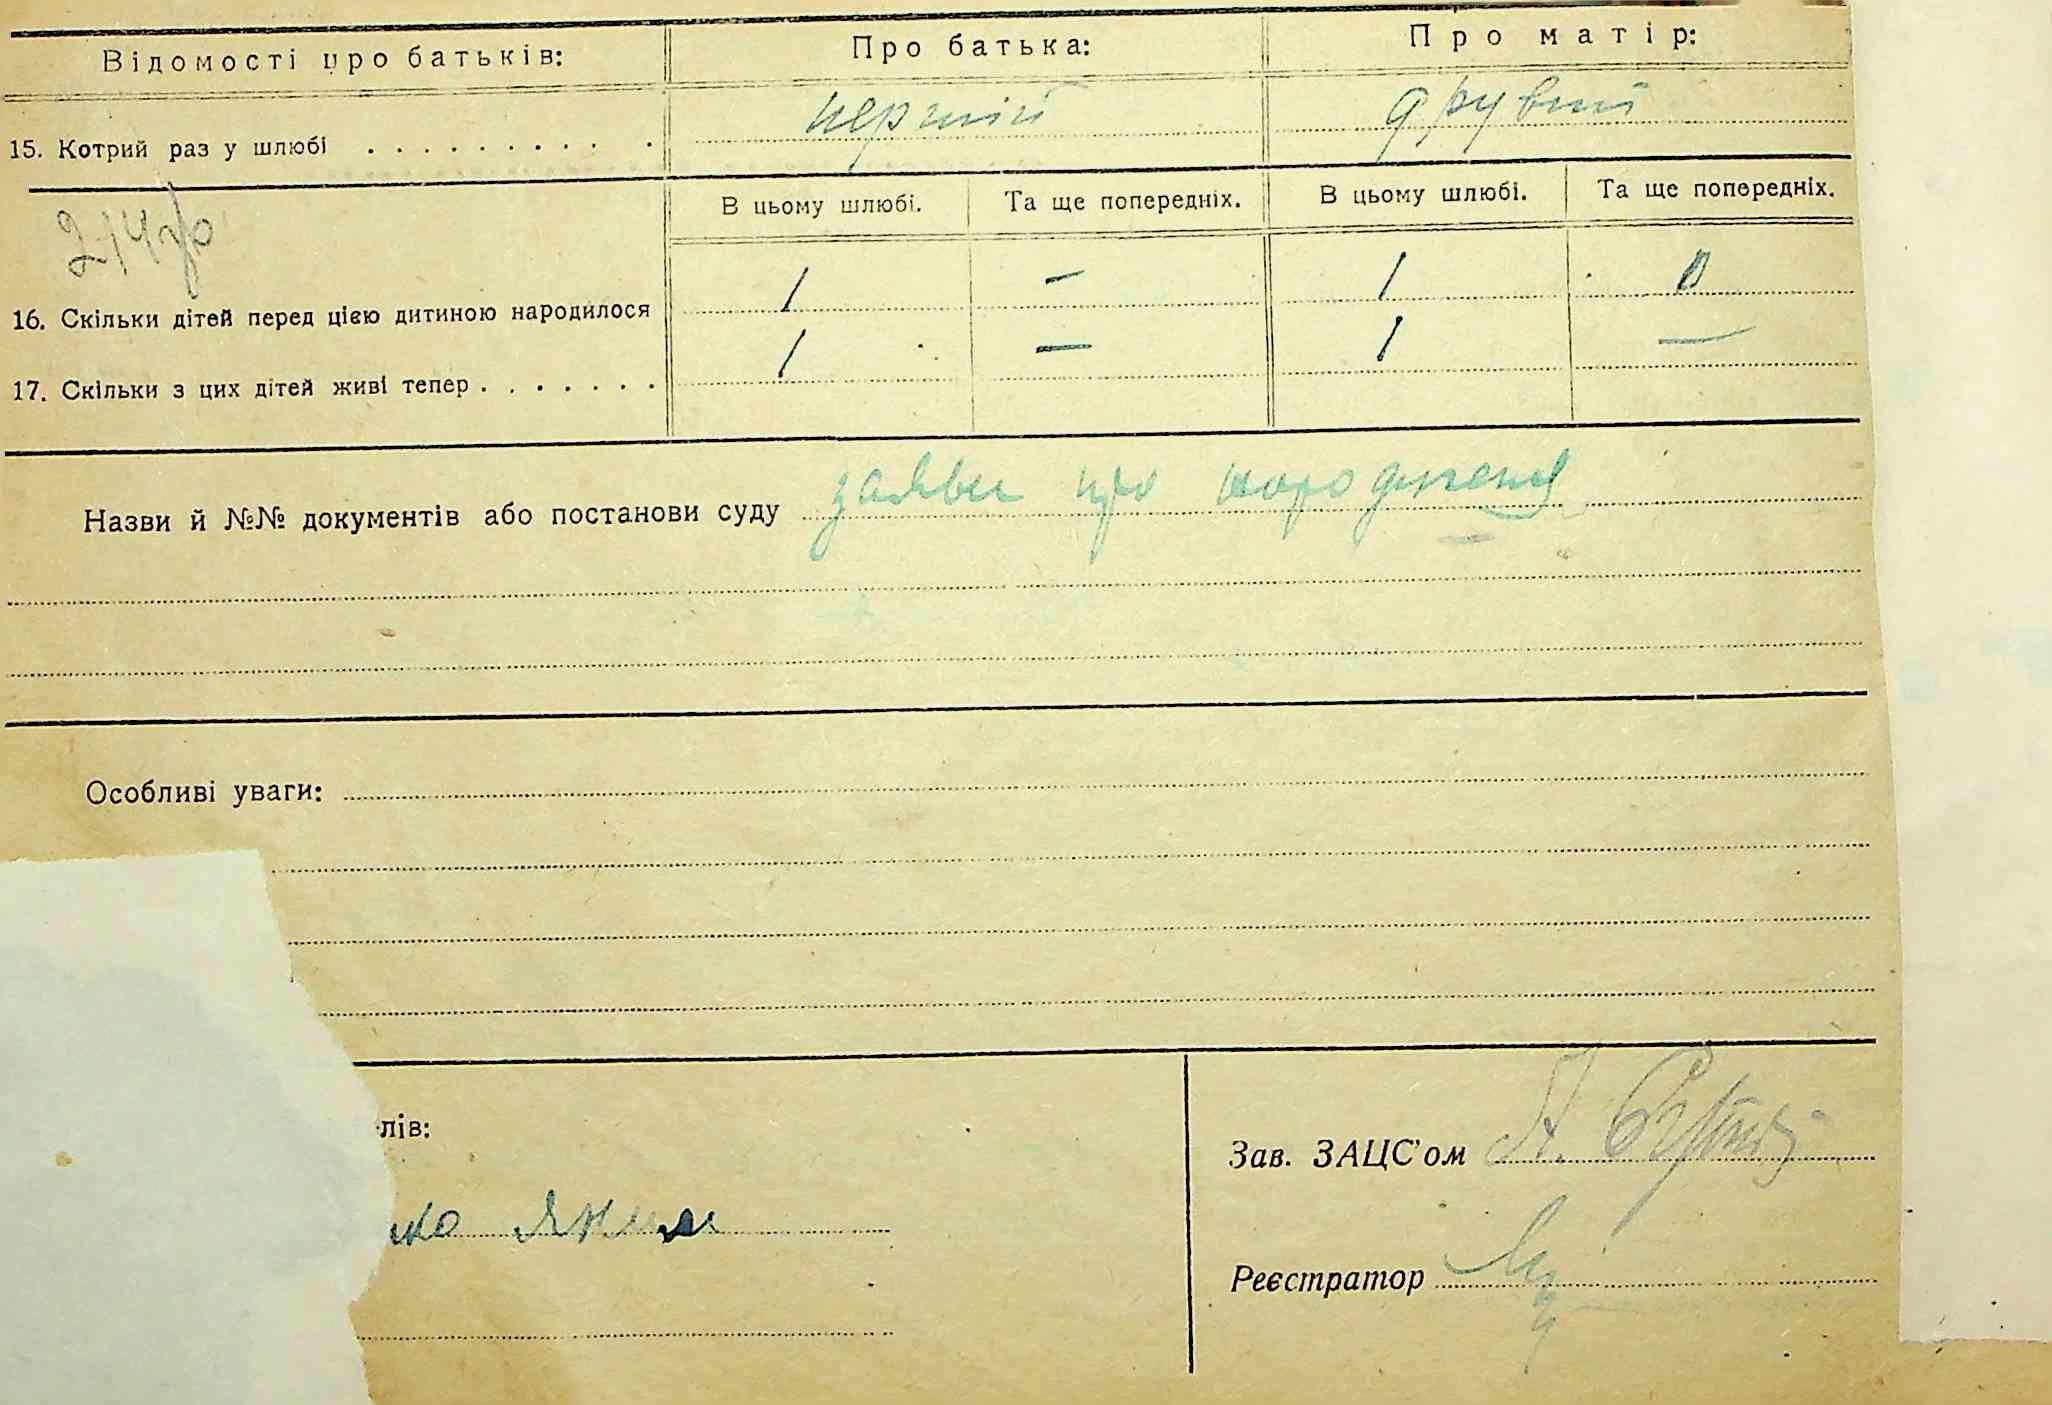 Відомості про батьків: Про батька: Про матір:
15. Котрий раз у шлюбі . . . . . . . . . . перший другий
В цьому шлюбі. Та ще попередніх. В цьому шлюбі. Та ще попередніх.
16. Скільки дітей перед цією дитиною народилося 1 – 1 0
17. Скільки з цих дітей живі тепер . . . . . . . 1 — 1 —
Назви й №№ документів або постанови суду заява про народження
Особливі уваги:
лів:
ко Яким
Зав. ЗАЦС'ом
Реєстратор